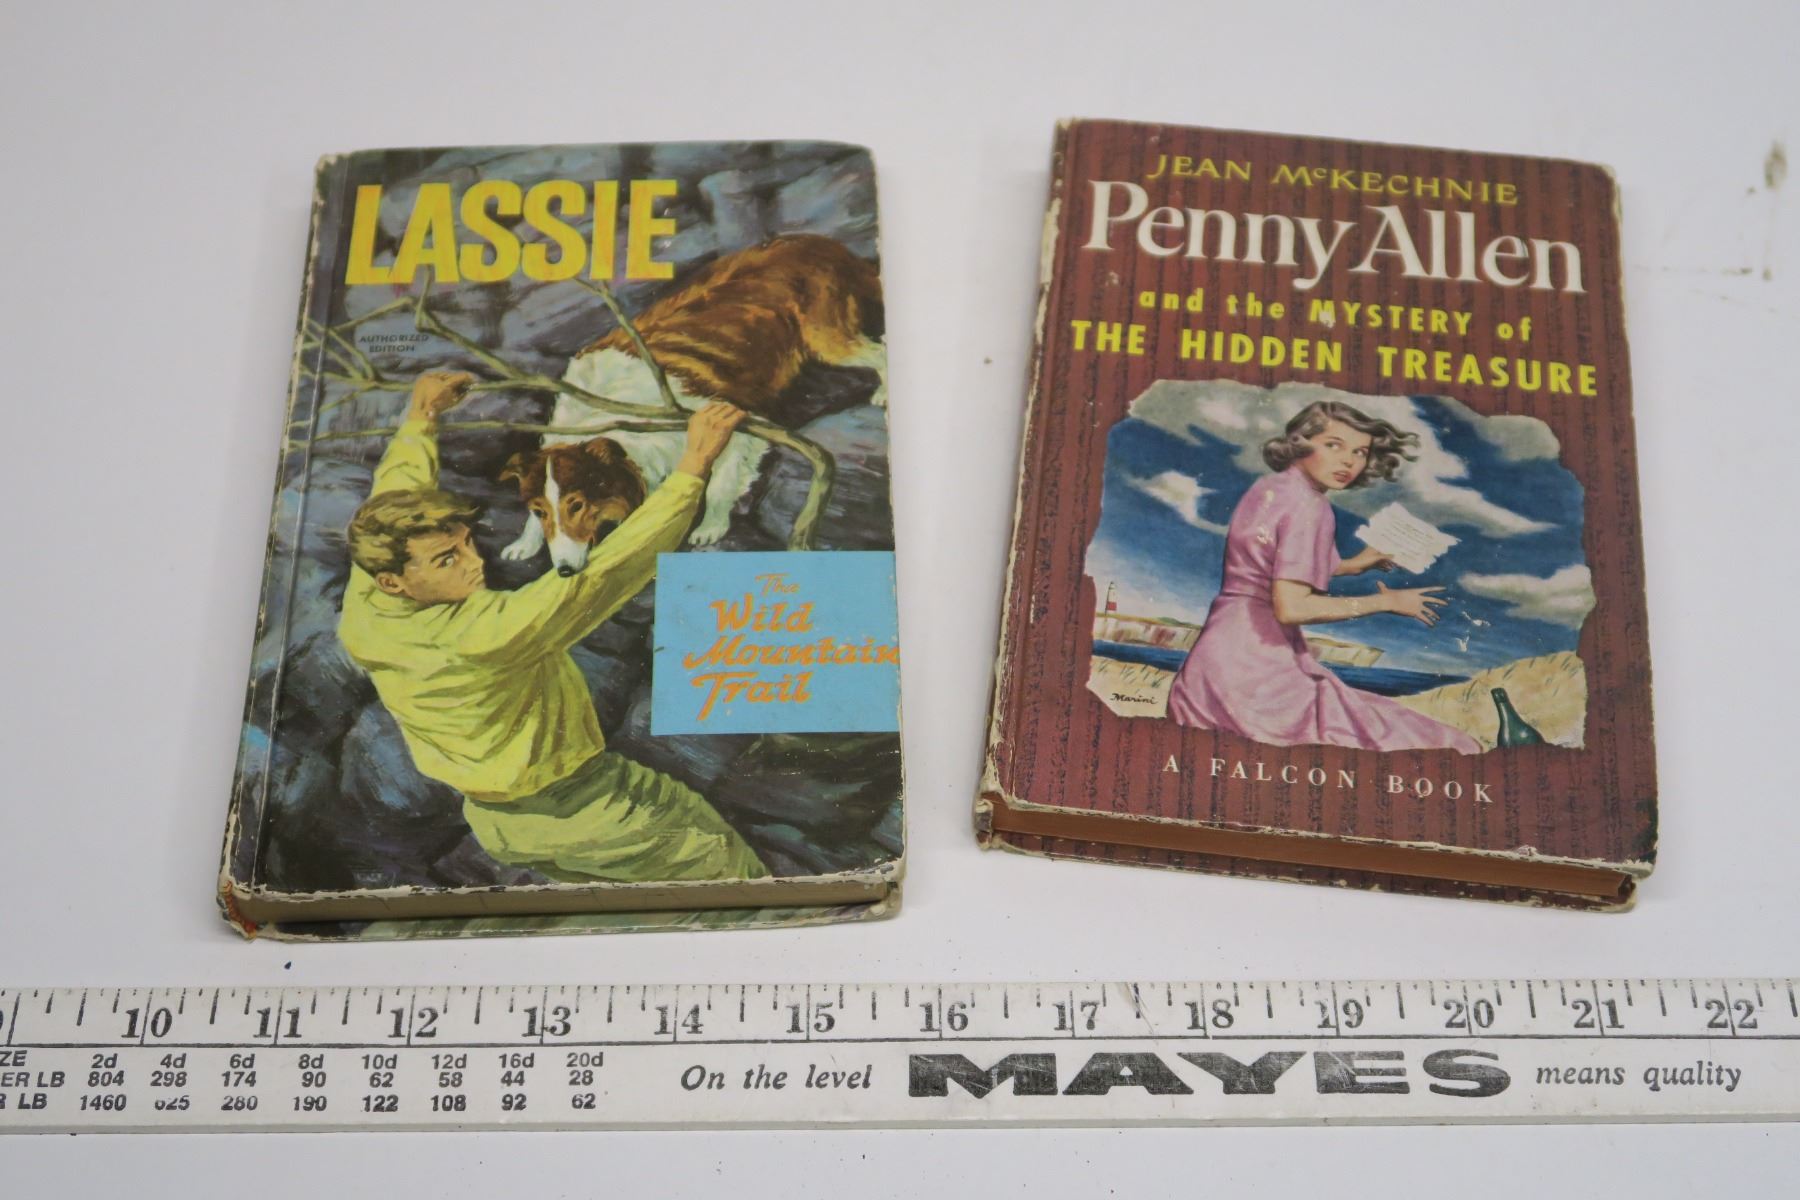 LASSIE
AUTHORIZED
EDITION
The
Wild
Mountain
Trail
JEAN McKECHNIE
Penny Allen
and the MYSTERY of
THE HIDDEN TREASURE
Marini
A FALCON BOOK
10 11 12 13 14 15 16 17 18 19 20 21 22
ZE 2d 4d 6d 8d 10d 12d 16d 20d
ER LB 804 298 174 90 62 58 44 28
R LB 1460 625 280 190 122 108 92 62
On the level MAYES means quality